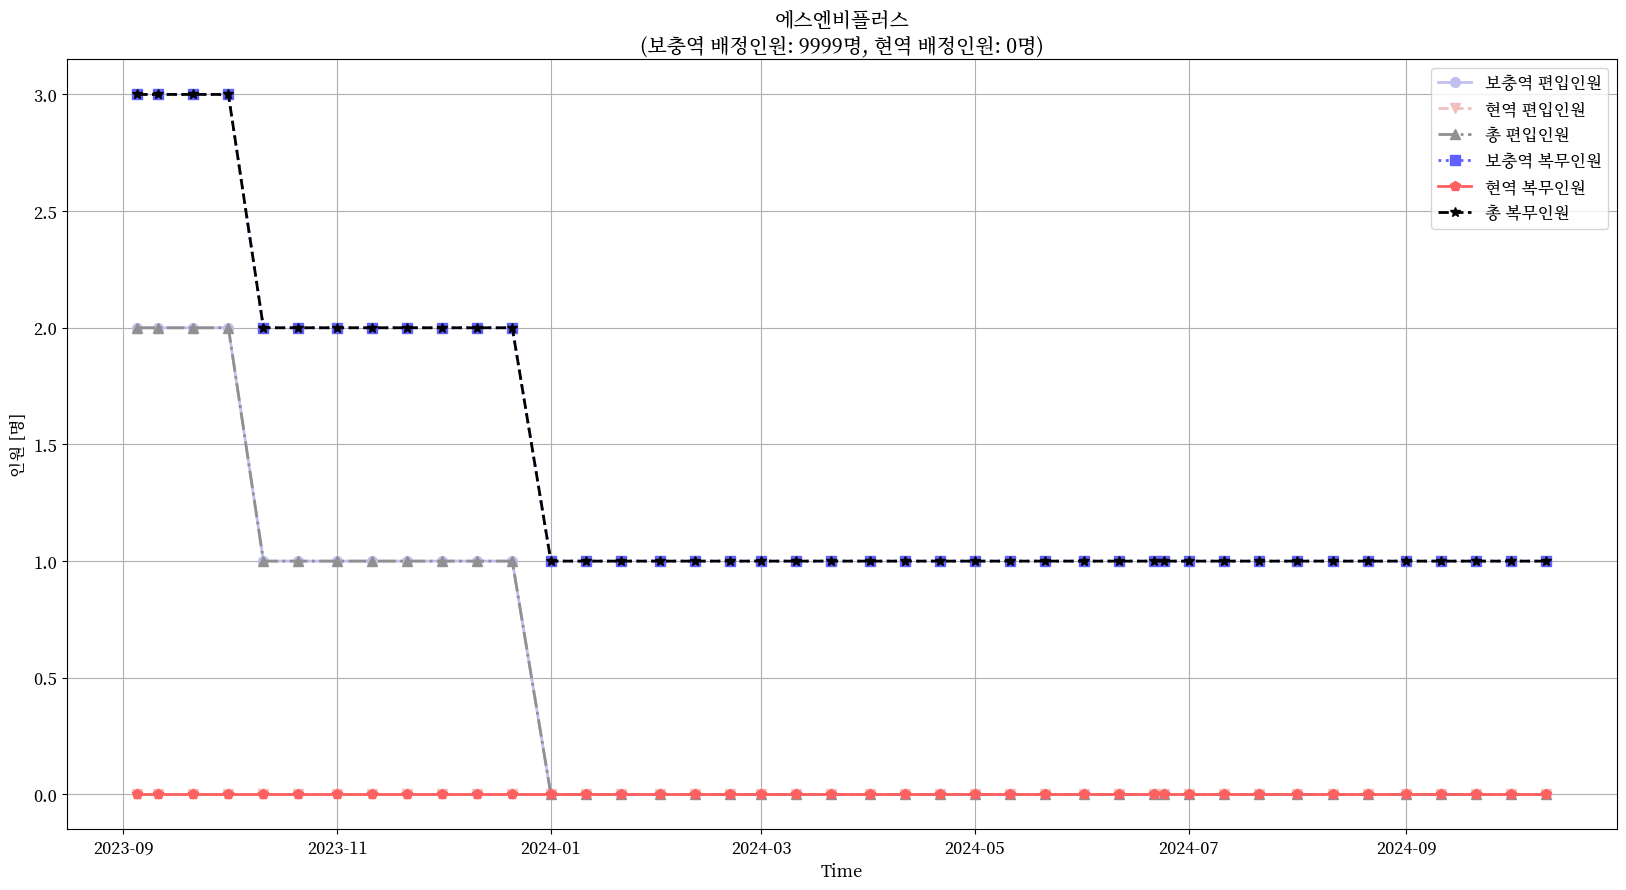 에스엔비플러스
(보충역 배정인원: 9999명, 현역 배정인원: 0명)
보충역 편입인원
현역 편입인원
총 편입인원
보충역 복무인원
현역 복무인원
총 복무인원
3.0
2.5
2.0
1.5
1.0
0.5
0.0
인원 [명]
2023-09
2023-11
2024-01
2024-03
2024-05
2024-07
2024-09
Time